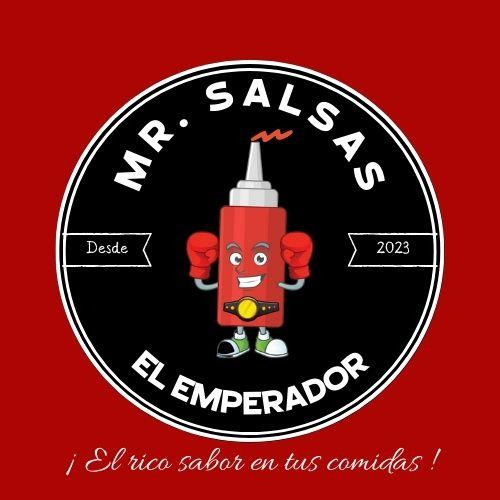 MR. SALSAS
Desde
2023
EL EMPERADOR
¡ El rico sabor en tus comidas !